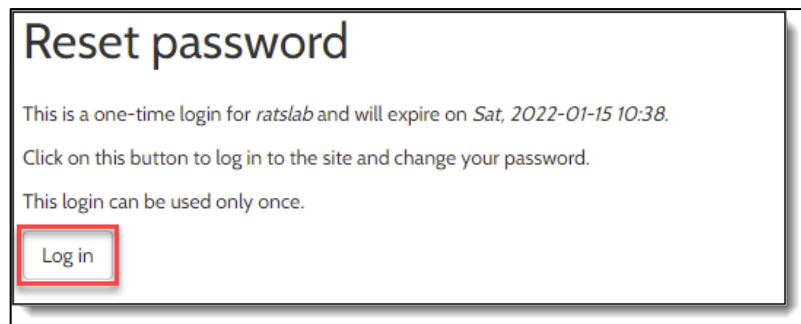 Reset password
This is a one-time login for ratslab and will expire on Sat, 2022-01-15 10:38.
Click on this button to log in to the site and change your password.
This login can be used only once.
Log in